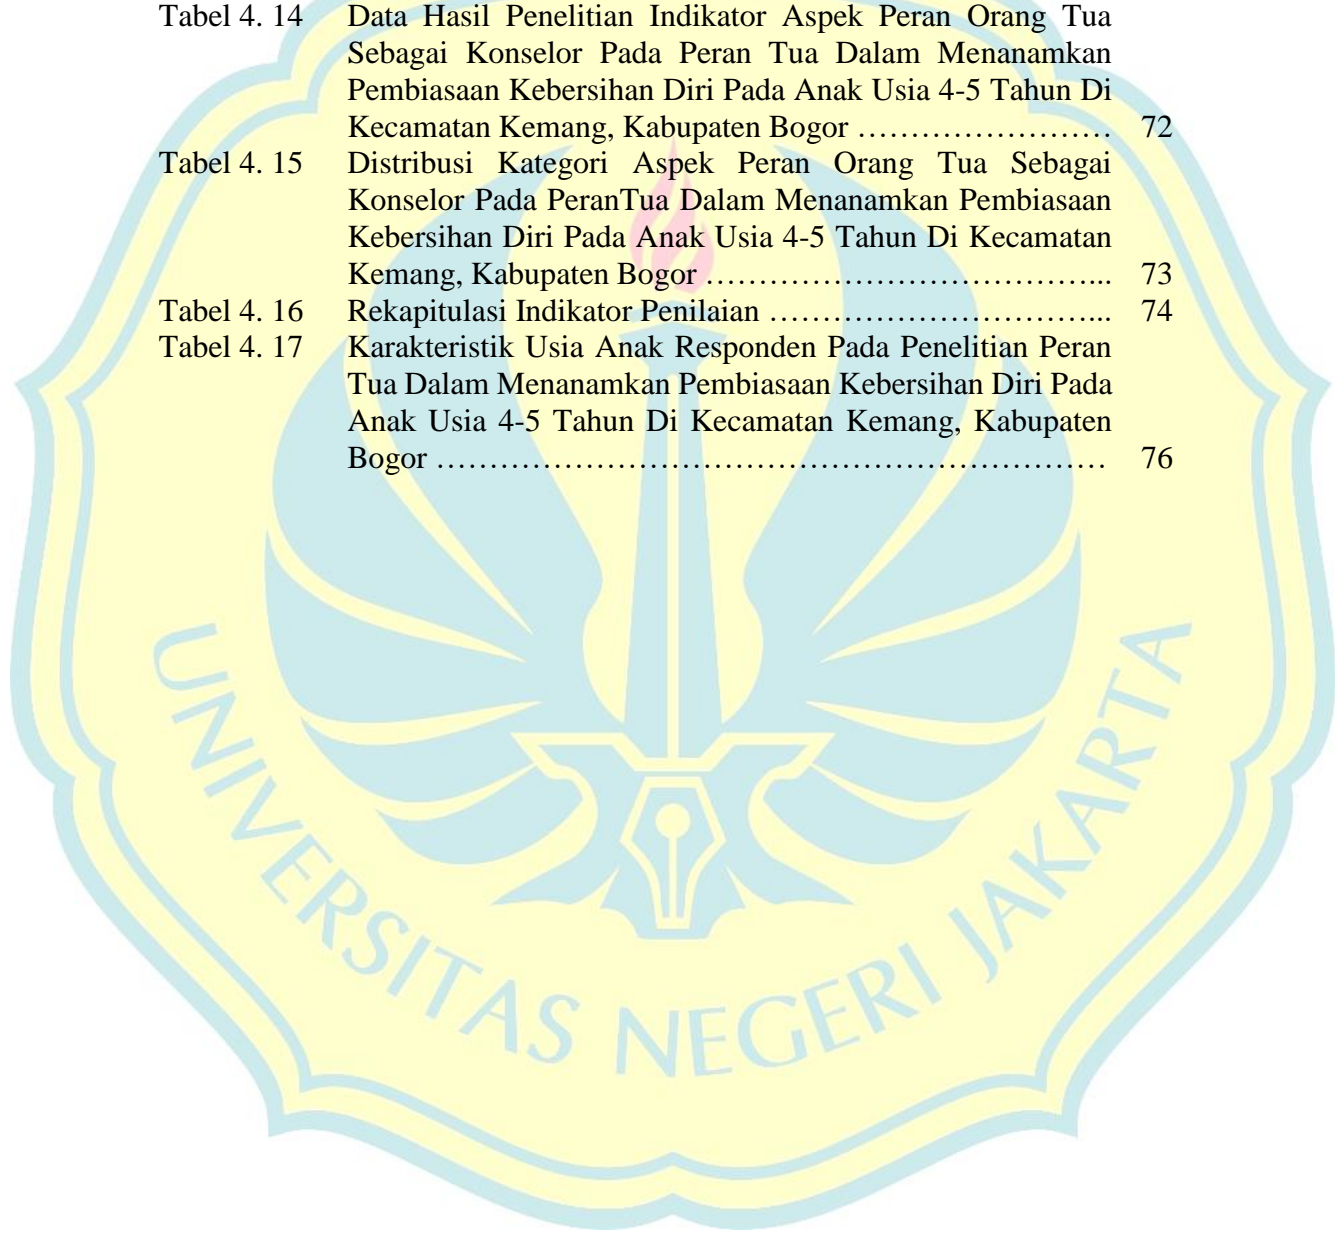 Tabel 4. 14 Data Hasil Penelitian Indikator Aspek Peran Orang Tua
Sebagai Konselor Pada Peran Tua Dalam Menanamkan
Pembiasaan Kebersihan Diri Pada Anak Usia 4-5 Tahun Di
Kecamatan Kemang, Kabupaten Bogor …………………… 72
Tabel 4. 15 Distribusi Kategori Aspek Peran Orang Tua Sebagai
Konselor Pada PeranTua Dalam Menanamkan Pembiasaan
Kebersihan Diri Pada Anak Usia 4-5 Tahun Di Kecamatan
Kemang, Kabupaten Bogor ………………………………... 73
Tabel 4. 16 Rekapitulasi Indikator Penilaian …………………………... 74
Tabel 4. 17 Karakteristik Usia Anak Responden Pada Penelitian Peran
Tua Dalam Menanamkan Pembiasaan Kebersihan Diri Pada
Anak Usia 4-5 Tahun Di Kecamatan Kemang, Kabupaten
Bogor ……………………………………………………… 76
UNIVERSITAS NEGERI JAKARTA